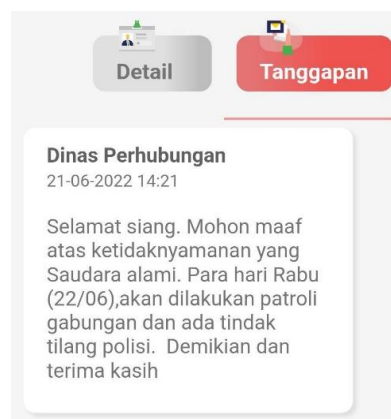 Detail
Tanggapan
Dinas Perhubungan
21-06-2022 14:21
Selamat siang. Mohon maaf
atas ketidaknyamanan yang
Saudara alami. Para hari Rabu
(22/06),akan dilakukan patroli
gabungan dan ada tindak
tilang polisi.  Demikian dan
terima kasih